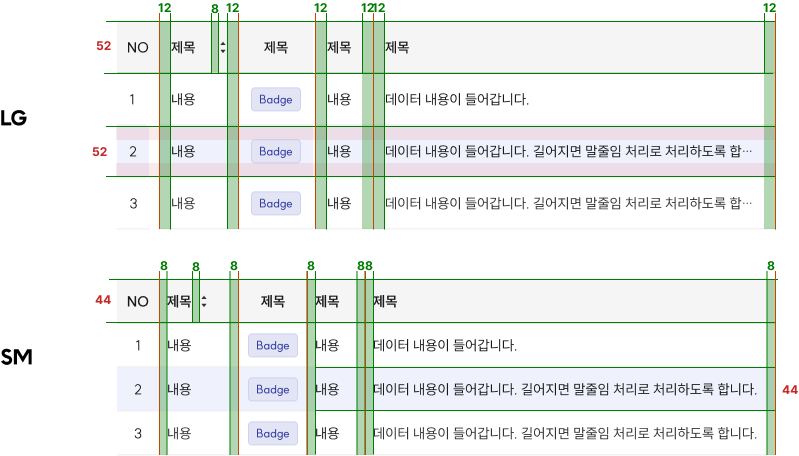 12 8 12 12 12 12 12
52 NO 제목 제목 제목 제목
1 내용 Badge 내용 데이터 내용이 들어갑니다.
LG
52 2 내용 Badge 내용 데이터 내용이 들어갑니다. 길어지면 말줄임 처리로 처리하도록 합…
3 내용 Badge 내용 데이터 내용이 들어갑니다. 길어지면 말줄임 처리로 처리하도록 합…
8 8 8 8 8 8 8
44 NO 제목 제목 제목 제목
1 내용 Badge 내용 데이터 내용이 들어갑니다.
SM
2 내용 Badge 내용 데이터 내용이 들어갑니다. 길어지면 말줄임 처리로 처리하도록 합니다. 44
3 내용 Badge 내용 데이터 내용이 들어갑니다. 길어지면 말줄임 처리로 처리하도록 합니다.